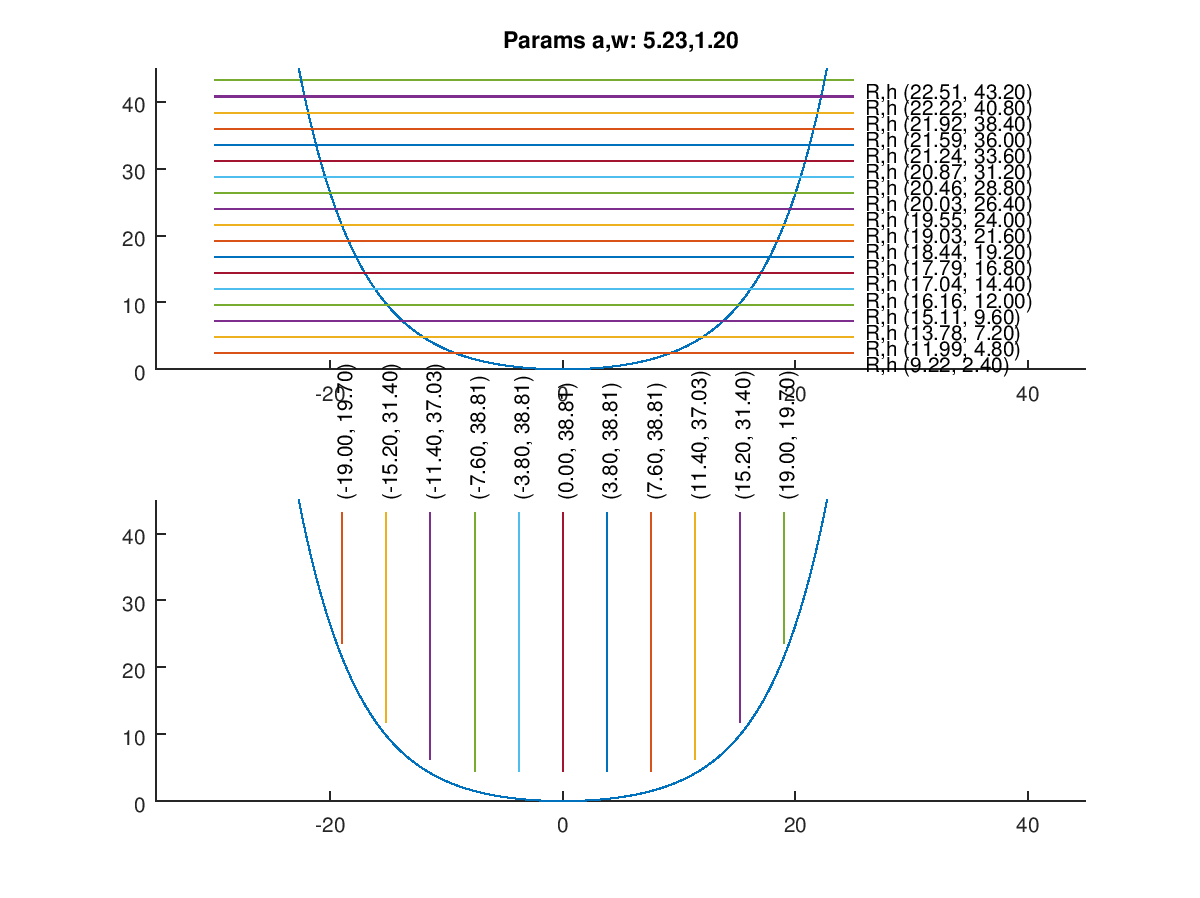 Params a,w: 5.23,1.20
40
30
20
10
0
R,h (22.51, 43.20)
R,h (22.22, 40.80)
R,h (21.92, 38.40)
R,h (21.59, 36.00)
R,h (21.24, 33.60)
R,h (20.87, 31.20)
R,h (20.46, 28.80)
R,h (20.03, 26.40)
R,h (19.55, 24.00)
R,h (19.03, 21.60)
R,h (18.44, 19.20)
R,h (17.79, 16.80)
R,h (17.04, 14.40)
R,h (16.16, 12.00)
R,h (15.11, 9.60)
R,h (13.78, 7.20)
R,h (11.99, 4.80)
R,h (9.22, 2.40)
-20 0 20 40
(-19.00, 19.70)
(-15.20, 31.40)
(-11.40, 37.03)
(-7.60, 38.81)
(-3.80, 38.81)
(0.00, 38.81)
(3.80, 38.81)
(7.60, 38.81)
(11.40, 37.03)
(15.20, 31.40)
(19.00, 19.70)
40
30
20
10
0
-20 0 20 40